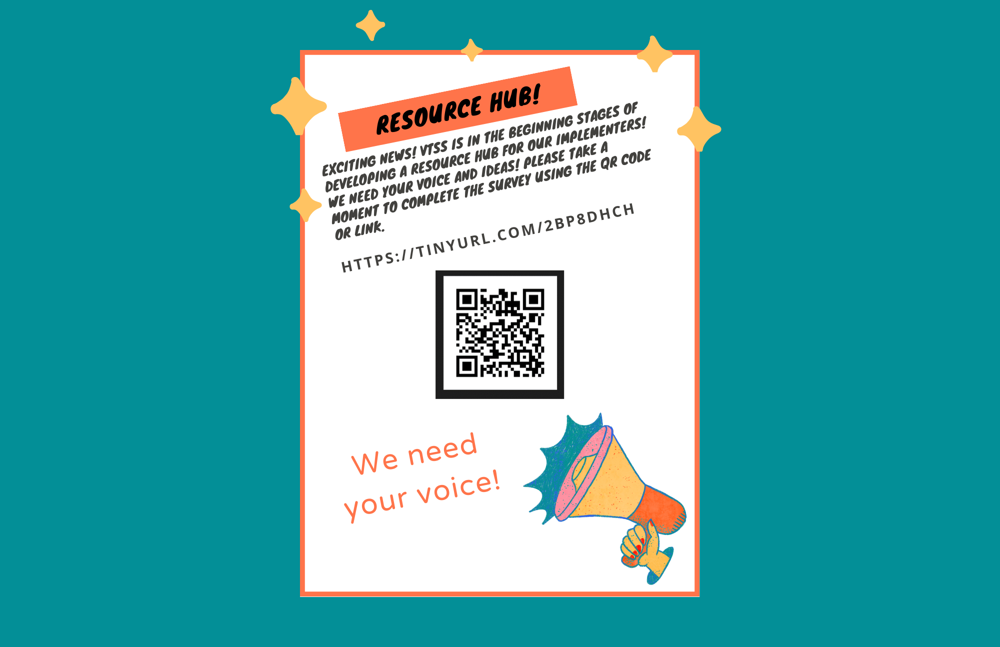 RESOURCE HUB!
EXCITING NEWS! VTSS IS IN THE BEGINNING STAGES OF
DEVELOPING A RESOURCE HUB FOR OUR IMPLEMENTERS!
WE NEED YOUR VOICE AND IDEAS! PLEASE TAKE A
MOMENT TO COMPLETE THE SURVEY USING THE QR CODE
OR LINK.
HTTPS://TINYURL.COM/2BP8DHCH
We need
your voice!